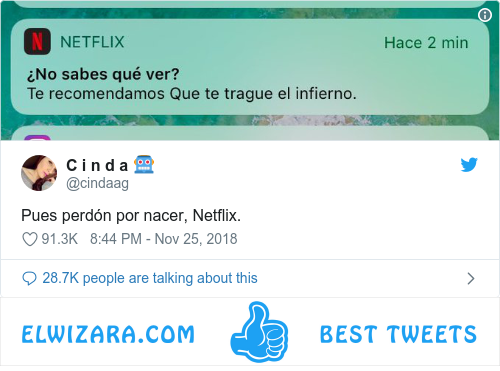 NETFLIX Hace 2 min
¿No sabes qué ver?
Te recomendamos Que te trague el infierno.
C i n d a
@cindaag
Pues perdón por nacer, Netflix.
91.3K 8:44 PM - Nov 25, 2018
28.7K people are talking about this
ELWIZARA.COM BEST TWEETS